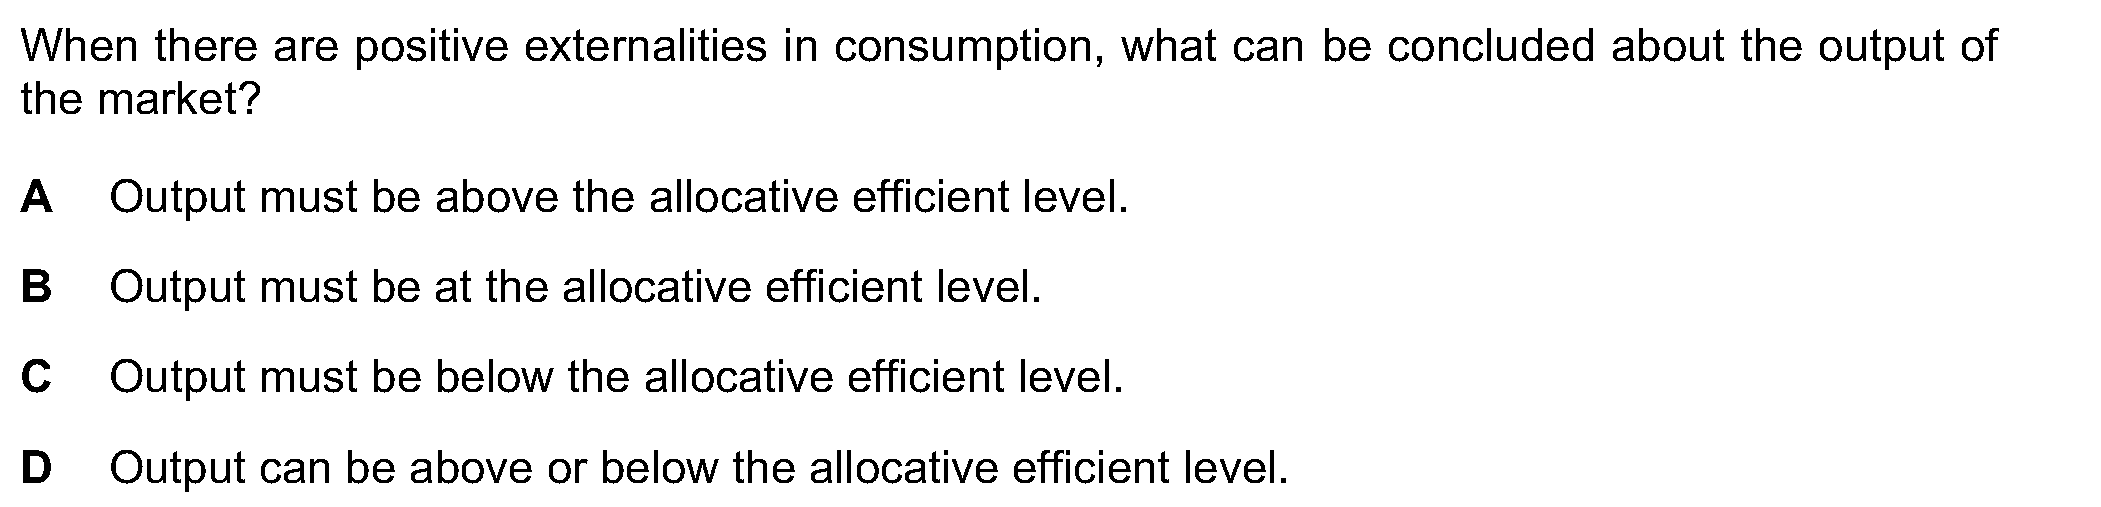 When there are positive externalities in consumption, what can be concluded about the output of
the market?
A Output must be above the allocative efficient level.
B Output must be at the allocative efficient level.
C Output must be below the allocative efficient level.
D Output can be above or below the allocative efficient level.